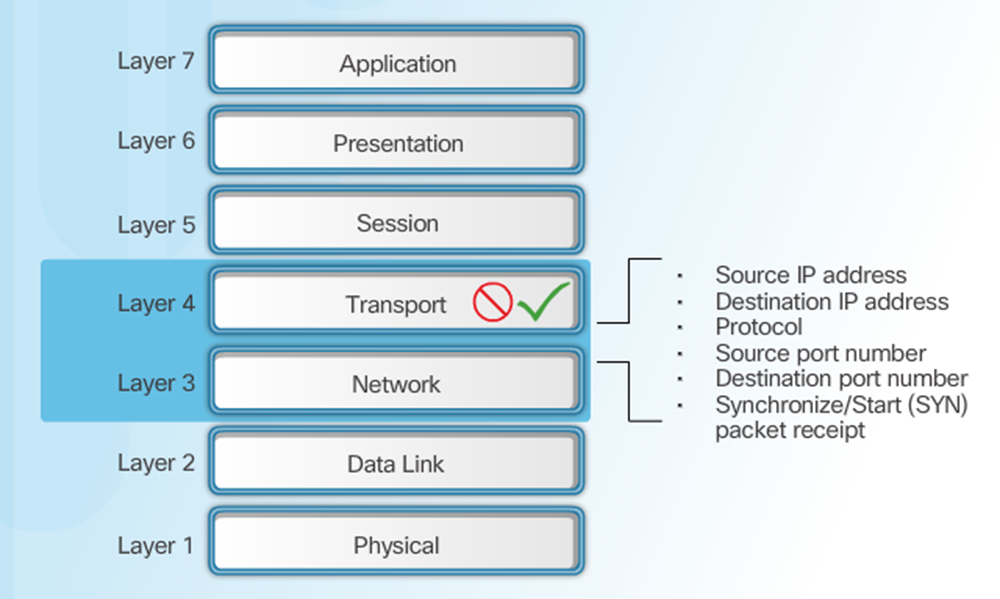 Layer 7
Application
Layer 6
Presentation
Layer 5
Session
Layer 4
Transport
Layer 3
Network
Layer 2
Data Link
Layer 1
Physical
· Source IP address
· Destination IP address
· Protocol
· Source port number
· Destination port number
· Synchronize/Start (SYN)
packet receipt